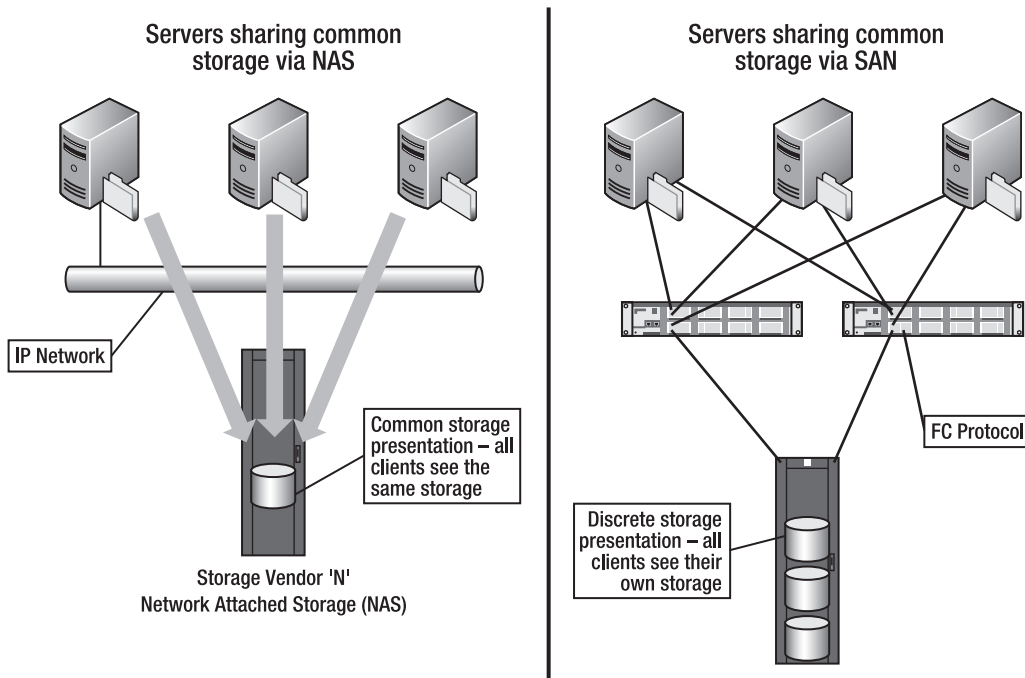 Servers sharing common
storage via NAS
IP Network
Common storage
presentation – all
clients see the
same storage
Storage Vendor 'N'
Network Attached Storage (NAS)
Servers sharing common
storage via SAN
FC Protocol
Discrete storage
presentation – all
clients see their
own storage